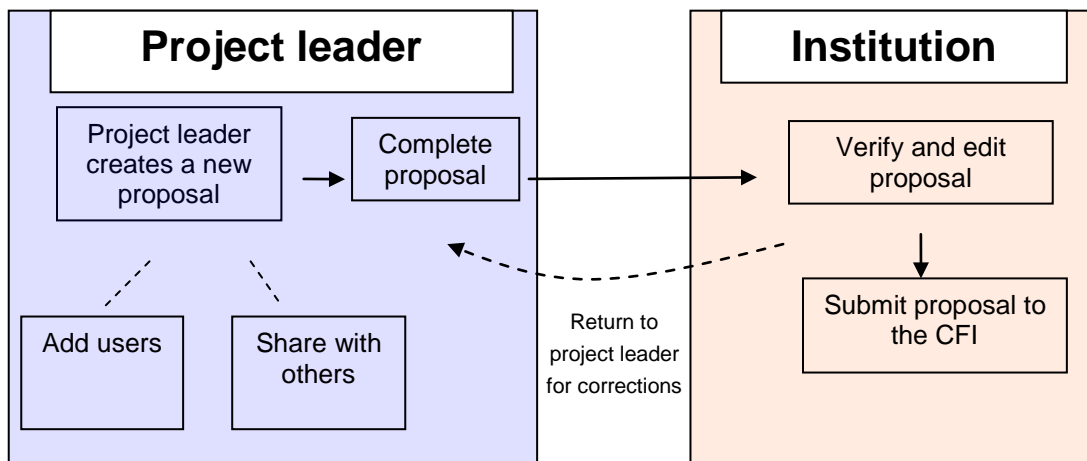 Project leader
Institution
Project leader
creates a new
proposal
Complete
proposal
Verify and edit
proposal
Add users
Share with
others
Return to
project leader
for corrections
Submit proposal to
the CFI